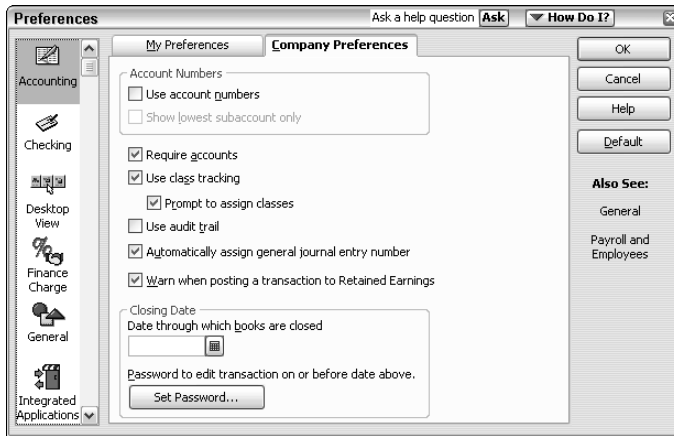 Preferences
Ask a help question Ask
How Do I?
Accounting
Checking
Desktop
View
Finance
Charge
General
Integrated
Applications
My Preferences
Company Preferences
Account Numbers
Use account numbers
Show lowest subaccount only
Require accounts
Use class tracking
Prompt to assign classes
Use audit trail
Automatically assign general journal entry number
Warn when posting a transaction to Retained Earnings
Closing Date
Date through which books are closed
Password to edit transaction on or before date above.
Set Password...
OK
Cancel
Help
Default
Also See:
General
Payroll and
Employees